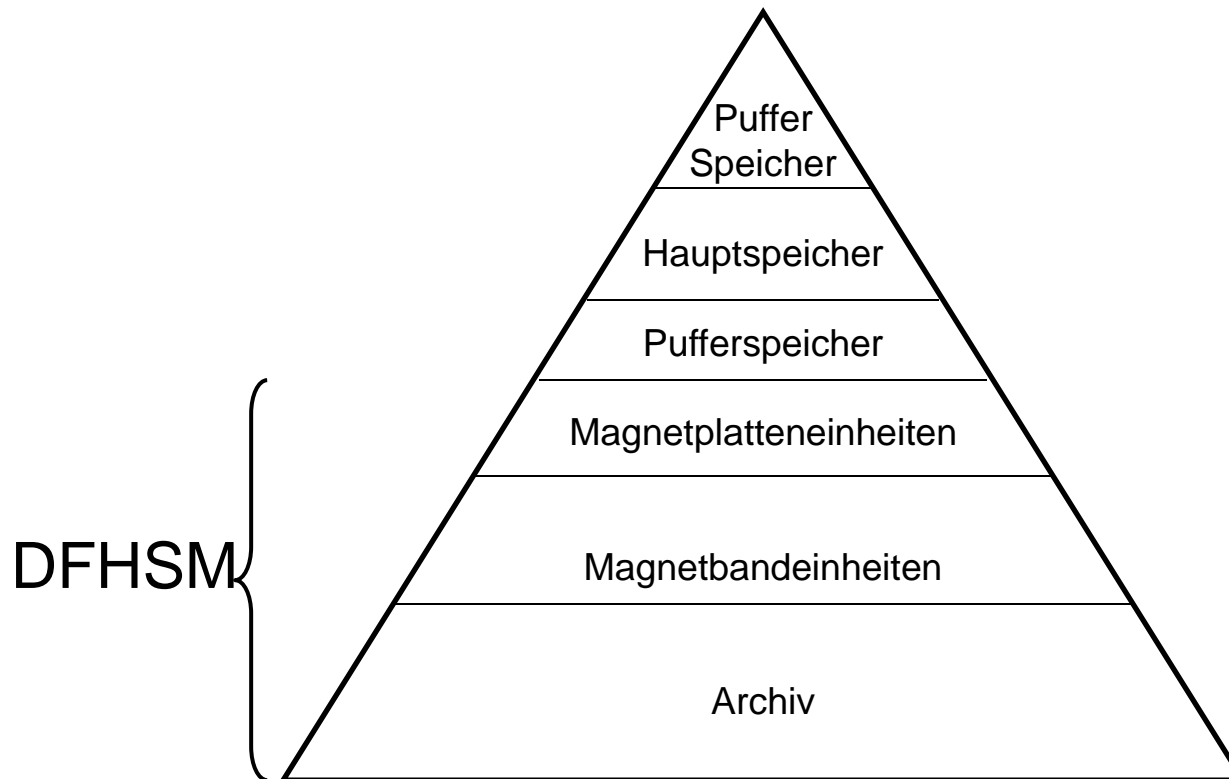 Puffer
Speicher
Hauptspeicher
Pufferspeicher
Magnetplatteneinheiten
DFHSM
Magnetbandeinheiten
Archiv